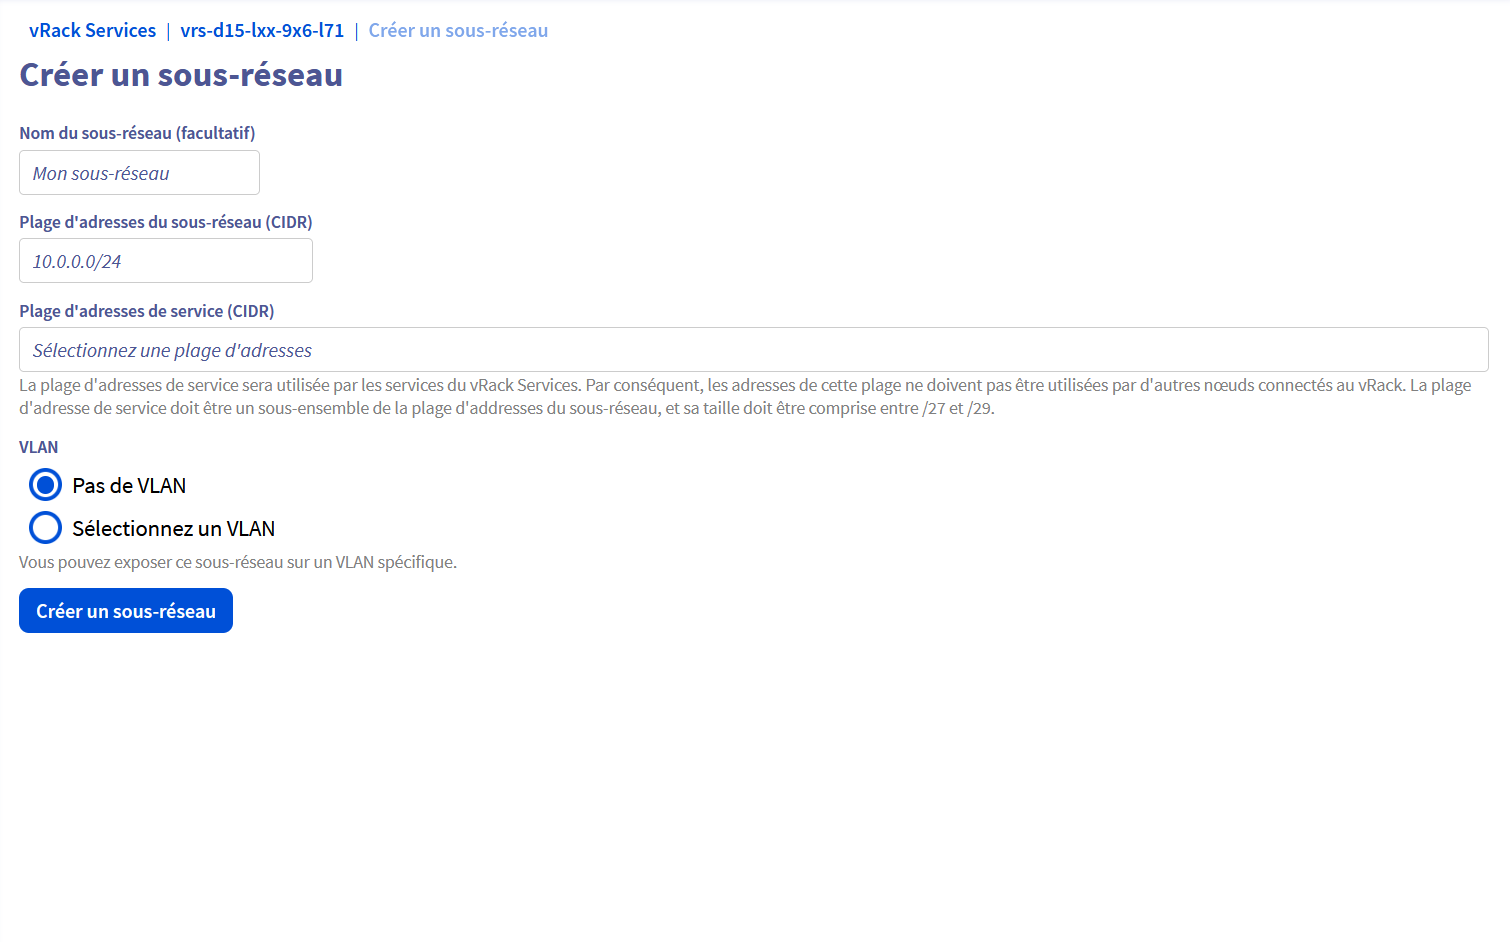 vRack Services | vrs-d15-lxx-9x6-l71 | Créer un sous-réseau
Créer un sous-réseau
Nom du sous-réseau (facultatif)
Mon sous-réseau
Plage d'adresses du sous-réseau (CIDR)
10.0.0.0/24
Plage d'adresses de service (CIDR)
Sélectionnez une plage d'adresses
La plage d'adresses de service sera utilisée par les services du vRack Services. Par conséquent, les adresses de cette plage ne doivent pas être utilisées par d'autres nœuds connectés au vRack. La plage
d'adresse de service doit être un sous-ensemble de la plage d'addresses du sous-réseau, et sa taille doit être comprise entre /27 et /29.
VLAN
Pas de VLAN
Sélectionnez un VLAN
Vous pouvez exposer ce sous-réseau sur un VLAN spécifique.
Créer un sous-réseau